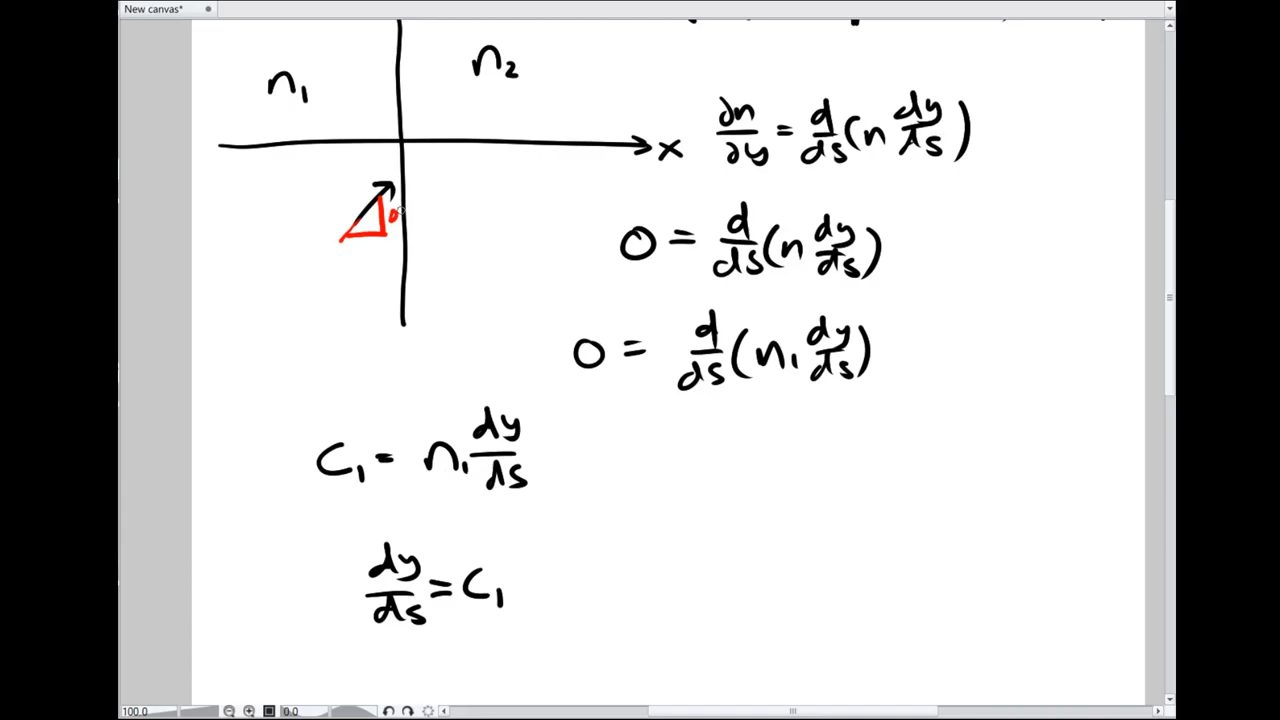 New canvas*
n₁
n₂
x
∂n/∂y = d/ds(n dy/ds)
0 = d/ds(n dy/ds)
0 = d/ds(n₁ dy/ds)
C₁ = n₁ dy/ds
dy/ds = C₁
100.0
0.0